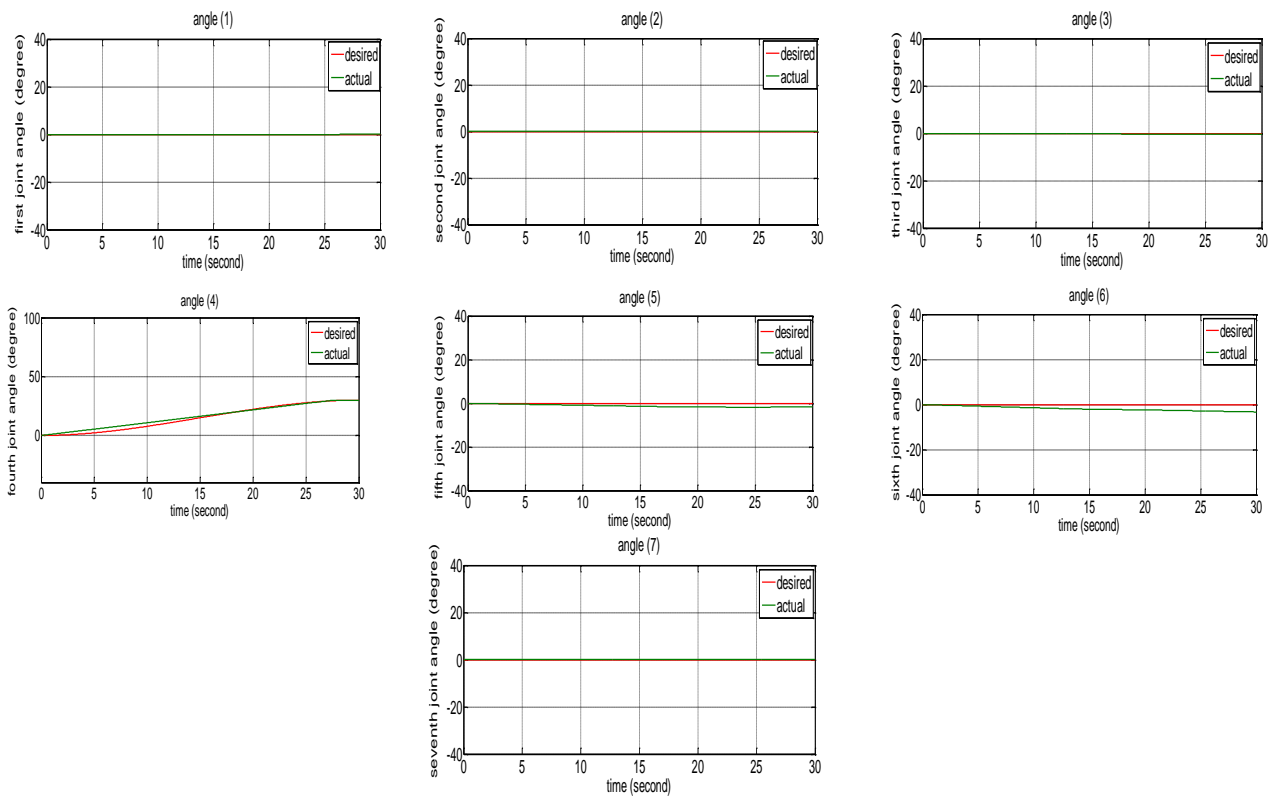 angle (1)
first joint angle (degree)
40
20
0
-20
-40
desired
actual
0 5 10 15 20 25 30
time (second)
angle (2)
second joint angle (degree)
40
20
0
-20
-40
desired
actual
0 5 10 15 20 25 30
time (second)
angle (3)
third joint angle (degree)
40
20
0
-20
-40
desired
actual
0 5 10 15 20 25 30
time (second)
angle (4)
fourth joint angle (degree)
100
50
0
desired
actual
0 5 10 15 20 25 30
time (second)
angle (5)
fifth joint angle (degree)
40
20
0
-20
-40
desired
actual
0 5 10 15 20 25 30
time (second)
angle (6)
sixth joint angle (degree)
40
20
0
-20
-40
desired
actual
0 5 10 15 20 25 30
time (second)
angle (7)
seventh joint angle (degree)
40
20
0
-20
-40
desired
actual
0 5 10 15 20 25 30
time (second)